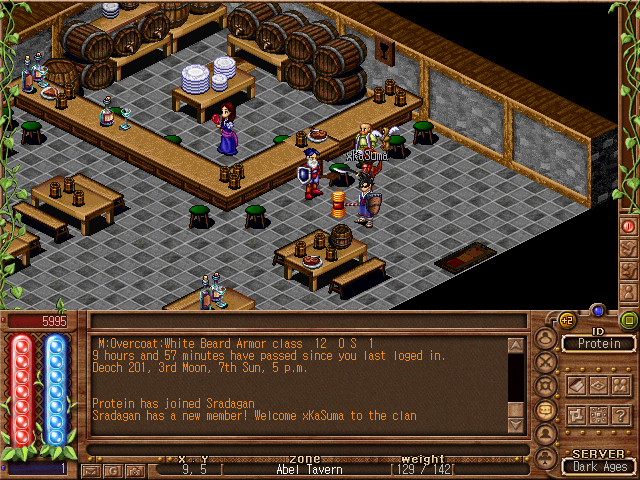 xKaSuma
5995
+2
ID
Protein
M:Overcoat:White Beard Armor class 12 O S 1
9 hours and 57 minutes have passed since you last loged in.
Deoch 201, 3rd Moon, 7th Sun, 5 p.m.
Protein has joined Sradagan
Sradagan has a new member! Welcome xKaSuma to the clan
G
?
x Y zone weight
1
9, 5 [ Abel Tavern [129 / 142[
SERVER
Dark Ages